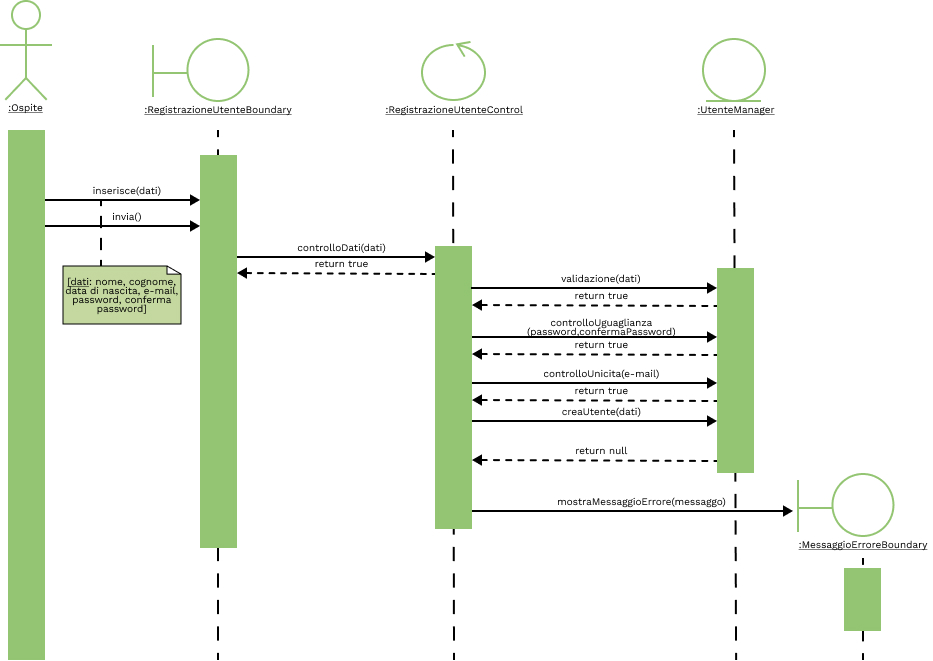 :Ospite
:RegistrazioneUtenteBoundary
:RegistrazioneUtenteControl
:UtenteManager
inserisce(dati)
invia()
[dati: nome, cognome,
data di nascita, e-mail,
password, conferma
password]
controlloDati(dati)
return true
validazione(dati)
return true
controlloUguaglianza
(password,confermaPassword)
return true
controlloUnicita(e-mail)
return true
creaUtente(dati)
return null
mostraMessaggioErrore(messaggo)
:MessaggioErroreBoundary